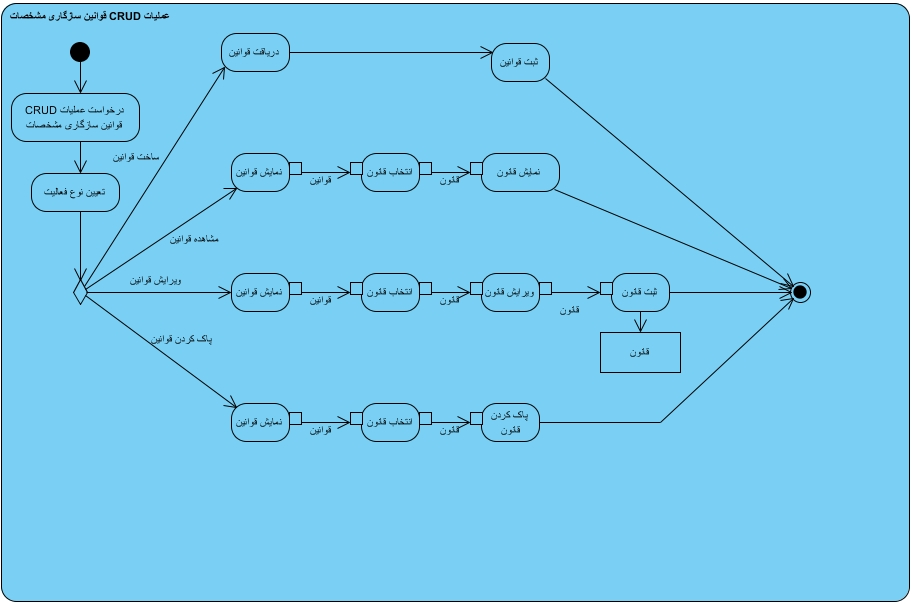 عملیات CRUD قوانین سازگاری مشخصات
درخواست عملیات CRUD
قوانین سازگاری مشخصات
تعیین نوع فعالیت
ساخت قوانین
دریافت قوانین
ثبت قوانین
مشاهده قوانین
نمایش قوانین
قوانین
انتخاب قانون
قانون
نمایش قانون
ویرایش قوانین
نمایش قوانین
قوانین
انتخاب قانون
قانون
ویرایش قانون
قانون
ثبت قانون
قانون
پاک کردن قوانین
نمایش قوانین
قوانین
انتخاب قانون
قانون
پاک کردن
قانون